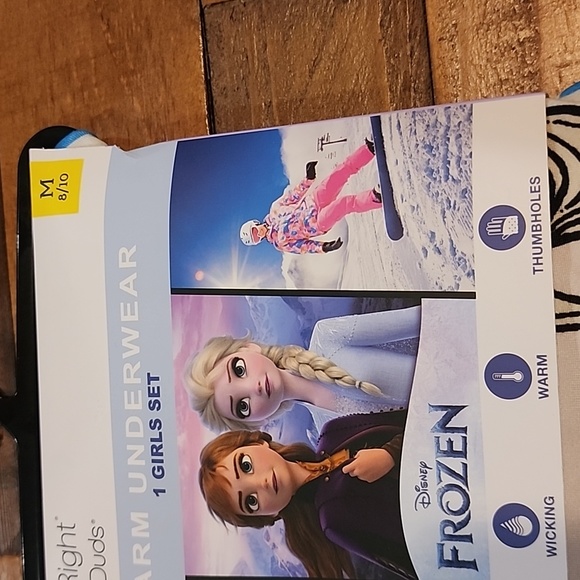 Right®
Duds®
M
8/10
ARM UNDERWEAR
1 GIRLS SET
Disney
FROZEN
WICKING
WARM
THUMBHOLES